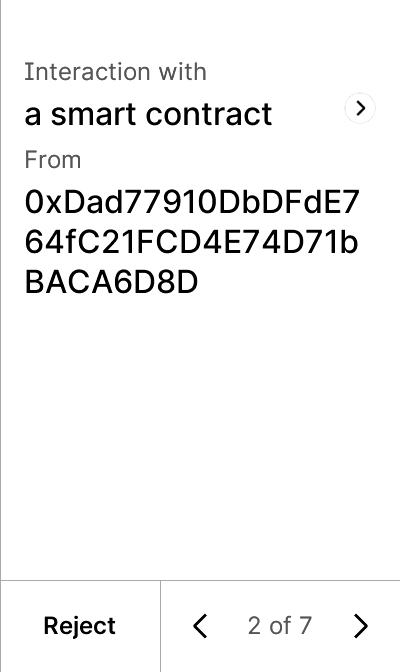 Interaction with
a smart contract
From
0xDad77910DbDFdE7
64fC21FCD4E74D71b
BACA6D8D
Reject
2 of 7